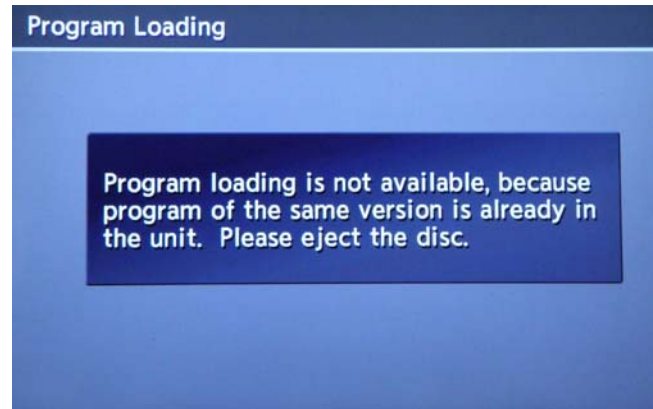 Program Loading
Program loading is not available, because
program of the same version is already in
the unit. Please eject the disc.